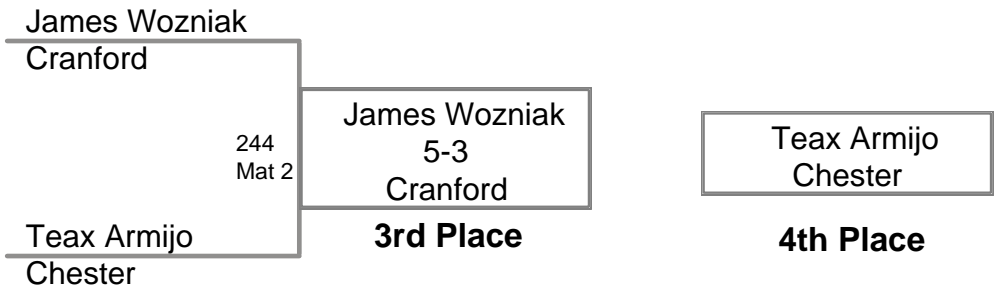 James Wozniak
Cranford
244
Mat 2
Teax Armijo
Chester
James Wozniak
5-3
Cranford
3rd Place
Teax Armijo
Chester
4th Place